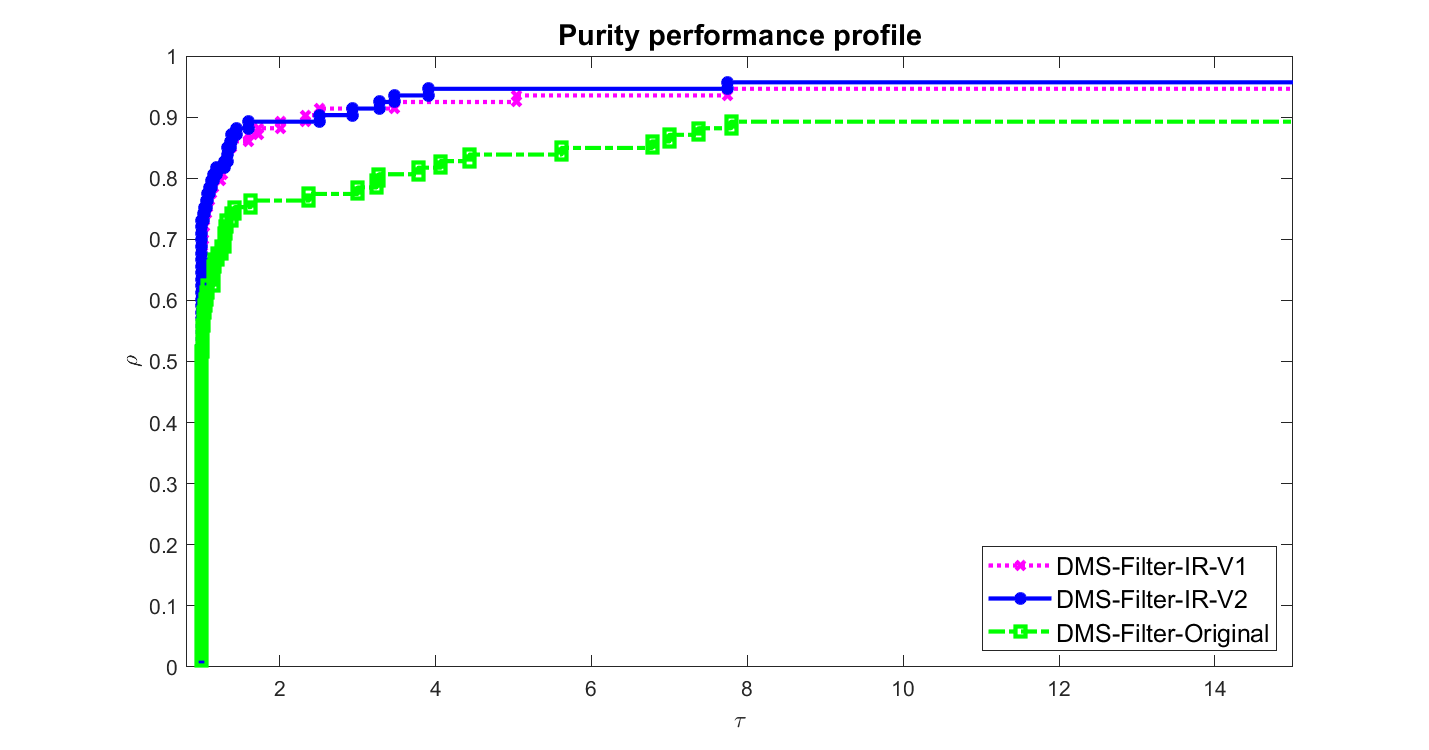 Purity performance profile
1
0.9
0.8
0.7
0.6
0.5
0.4
0.3
0.2
0.1
0
ρ
2 4 6 8 10 12 14
τ
DMS-Filter-IR-V1
DMS-Filter-IR-V2
DMS-Filter-Original